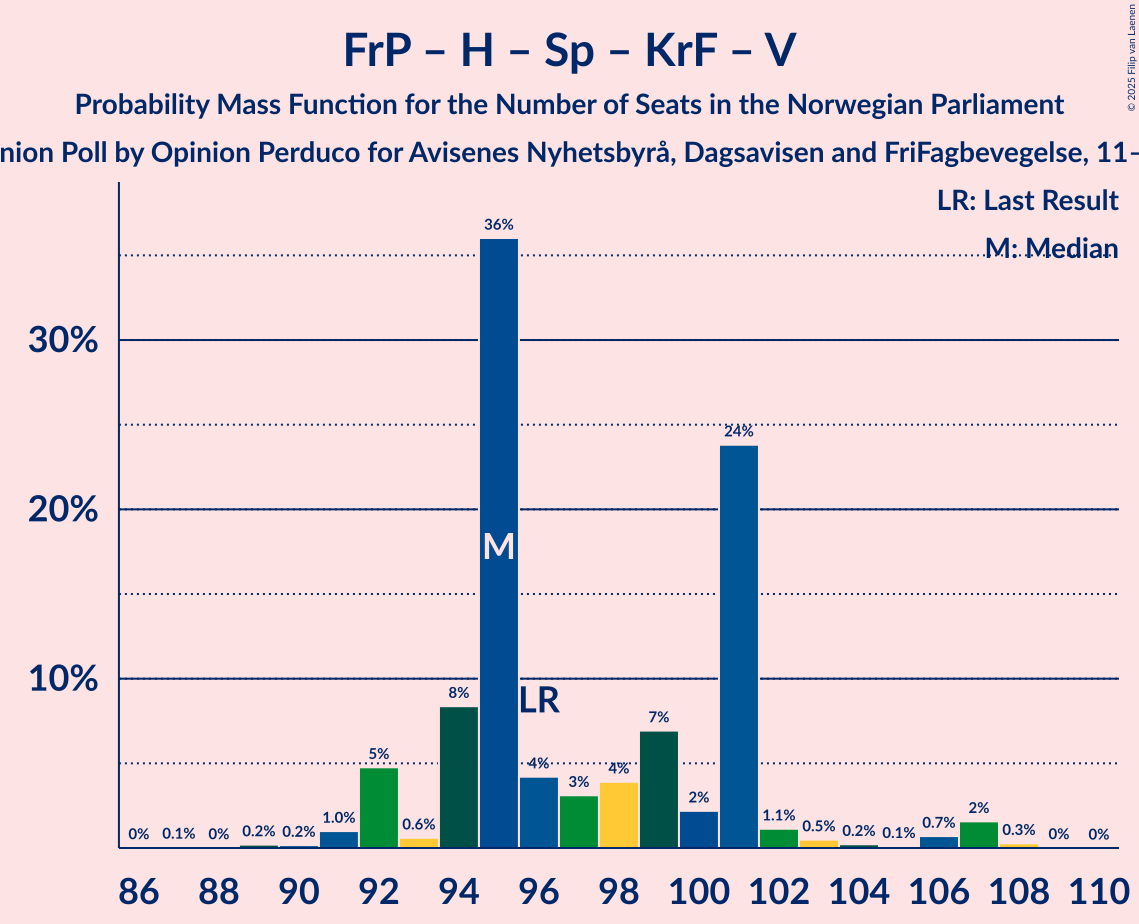 FrP – H – Sp – KrF – V
Probability Mass Function for the Number of Seats in the Norwegian Parliament
nion Poll by Opinion Perduco for Avisenes Nyhetsbyrå, Dagsavisen and FriFagbevegelse, 11–
© 2025 Filip van Laenen
LR: Last Result
M: Median
30%
20%
10%
0% 0.1% 0% 0.2% 0.2% 1.0% 5% 0.6% 8% 36% 4% 3% 4% 7% 2% 24% 1.1% 0.5% 0.2% 0.1% 0.7% 2% 0.3% 0% 0%
M
LR
86 88 90 92 94 96 98 100 102 104 106 108 110